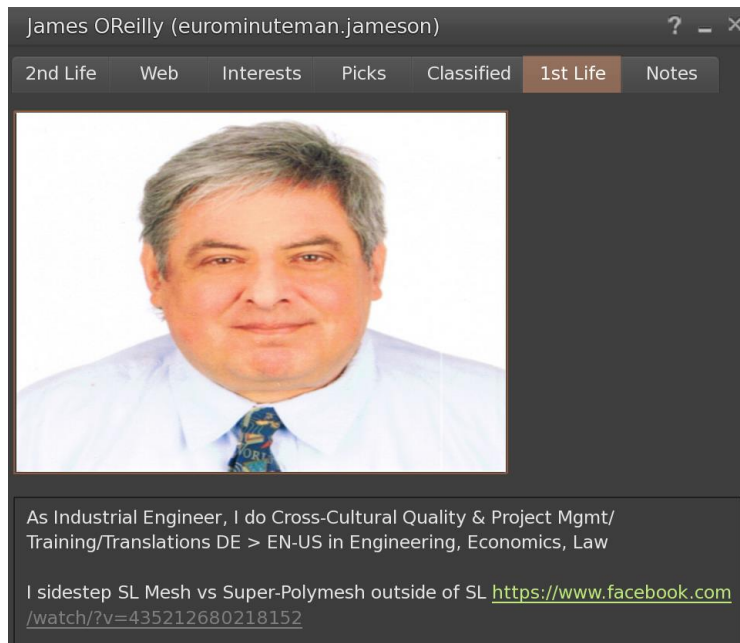 James OReilly (eurominuteman.jameson) ? _ ×
2nd Life Web Interests Picks Classified 1st Life Notes
WORL
As Industrial Engineer, I do Cross-Cultural Quality & Project Mgmt/
Training/Translations DE > EN-US in Engineering, Economics, Law
I sidestep SL Mesh vs Super-Polymesh outside of SL https://www.facebook.com
/watch/?v=435212680218152